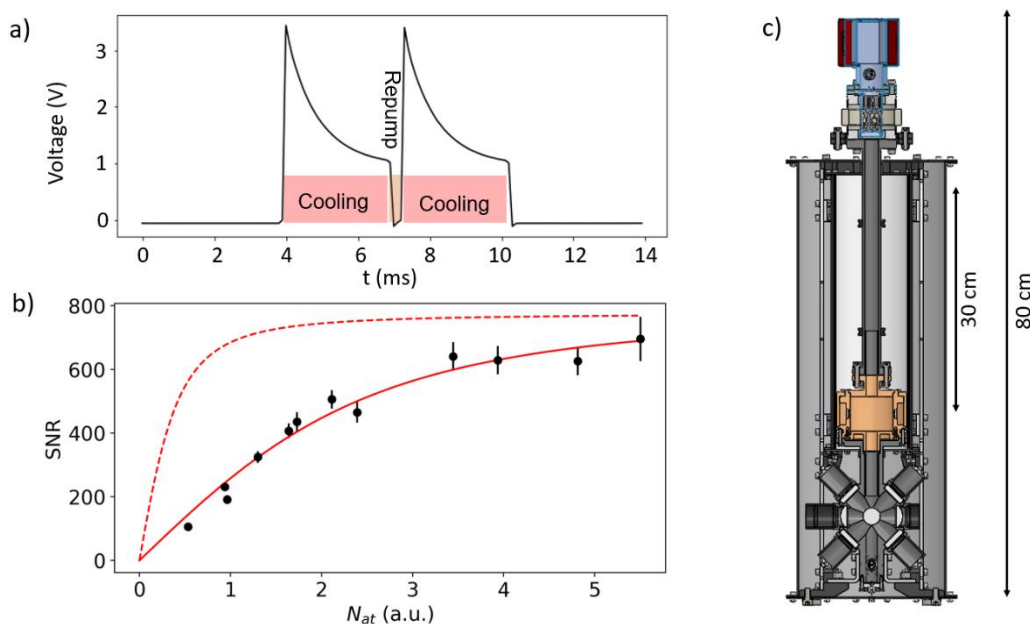 a)
Voltage (V)
3
2
1
0
Repump
Cooling
Cooling
0 2 4 6 8 10 12 14
t (ms)
b)
SNR
800
600
400
200
0
0 1 2 3 4 5
N_at (a.u.)
c)
30 cm
80 cm